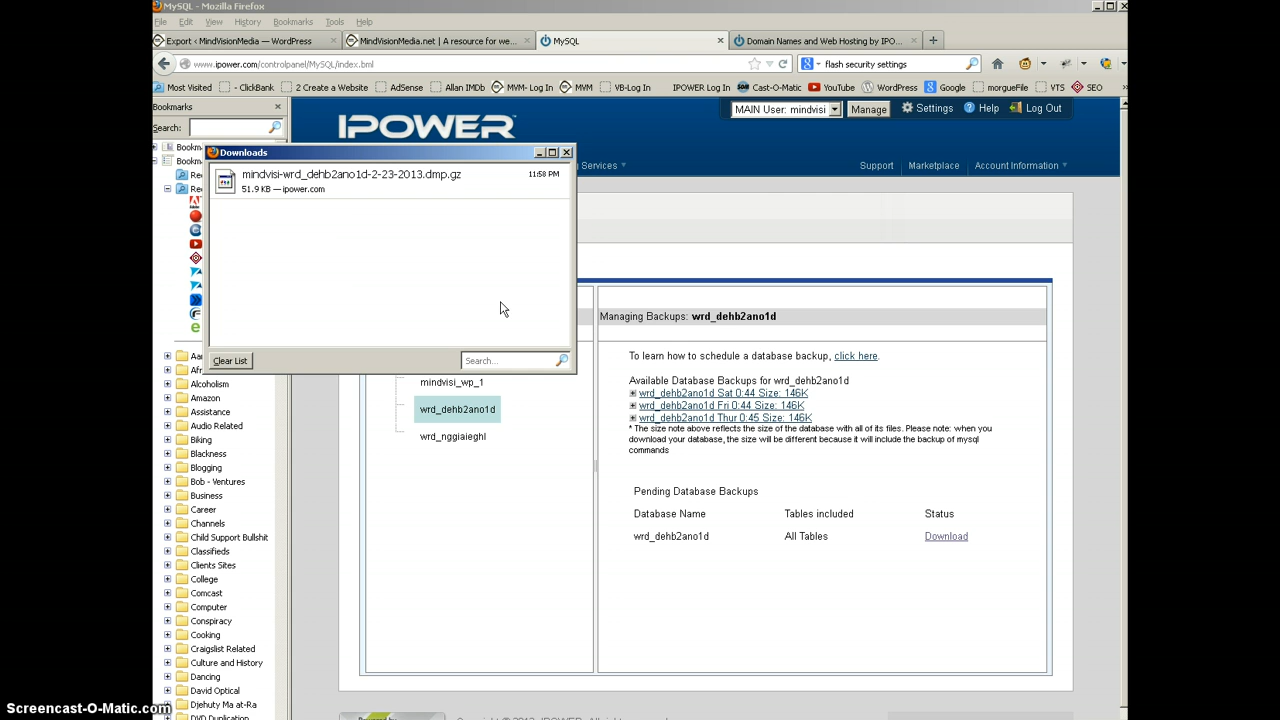 MySQL - Mozilla Firefox
File Edit View History Bookmarks Tools Help
Export < MindVisionMedia — WordPress × MindVisionMedia.net | A resource for we... × MySQL × Domain Names and Web Hosting by IPO... × +
www.ipower.com/controlpanel/MySQL/index.bml flash security settings
Most Visited - ClickBank 2 Create a Website AdSense Allan IMDb MVM- Log In MVM VB-Log In IPOWER Log In Cast-O-Matic YouTube WordPress Google morgueFile VTS SEO
Bookmarks ×
Search:
MAIN User: mindvisi Manage Settings Help Log Out
IPOWER
Support Marketplace Account Information
g Services
Downloads
mindvisi-wrd_dehb2ano1d-2-23-2013.dmp.gz 11:58 PM
51.9 KB — ipower.com
Clear List Search...
Bookm
Bookm
Re
Re
mindvisi_wp_1
wrd_dehb2ano1d
wrd_nggiaieghl
Managing Backups: wrd_dehb2ano1d
To learn how to schedule a database backup, click here.
Available Database Backups for wrd_dehb2ano1d
wrd_dehb2ano1d Sat 0:44 Size: 146K
wrd_dehb2ano1d Fri 0:44 Size: 146K
wrd_dehb2ano1d Thur 0:45 Size: 146K
* The size note above reflects the size of the database with all of its files. Please note: when you
download your database, the size will be different because it will include the backup of mysql
commands
Pending Database Backups
Database Name Tables included Status
wrd_dehb2ano1d All Tables Download
Alcoholism
Amazon
Assistance
Audio Related
Biking
Blackness
Blogging
Bob - Ventures
Business
Career
Channels
Child Support Bullshit
Classifieds
Clients Sites
College
Comcast
Computer
Conspiracy
Cooking
Craigslist Related
Culture and History
Dancing
David Optical
Djehuty Ma at-Ra
DVD Duplication
Screencast-O-Matic.com